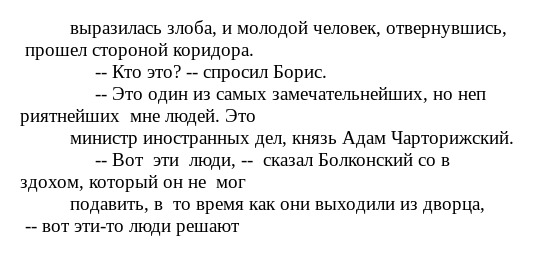 выразилась злоба, и молодой человек, отвернувшись,
прошел стороной коридора.
-- Кто это? -- спросил Борис.
-- Это один из самых замечательнейших, но неп
риятнейших  мне людей. Это
министр иностранных дел, князь Адам Чарторижский.
-- Вот  эти  люди, --  сказал Болконский со в
здохом, который он не  мог
подавить, в  то время как они выходили из дворца,
-- вот эти-то люди решают